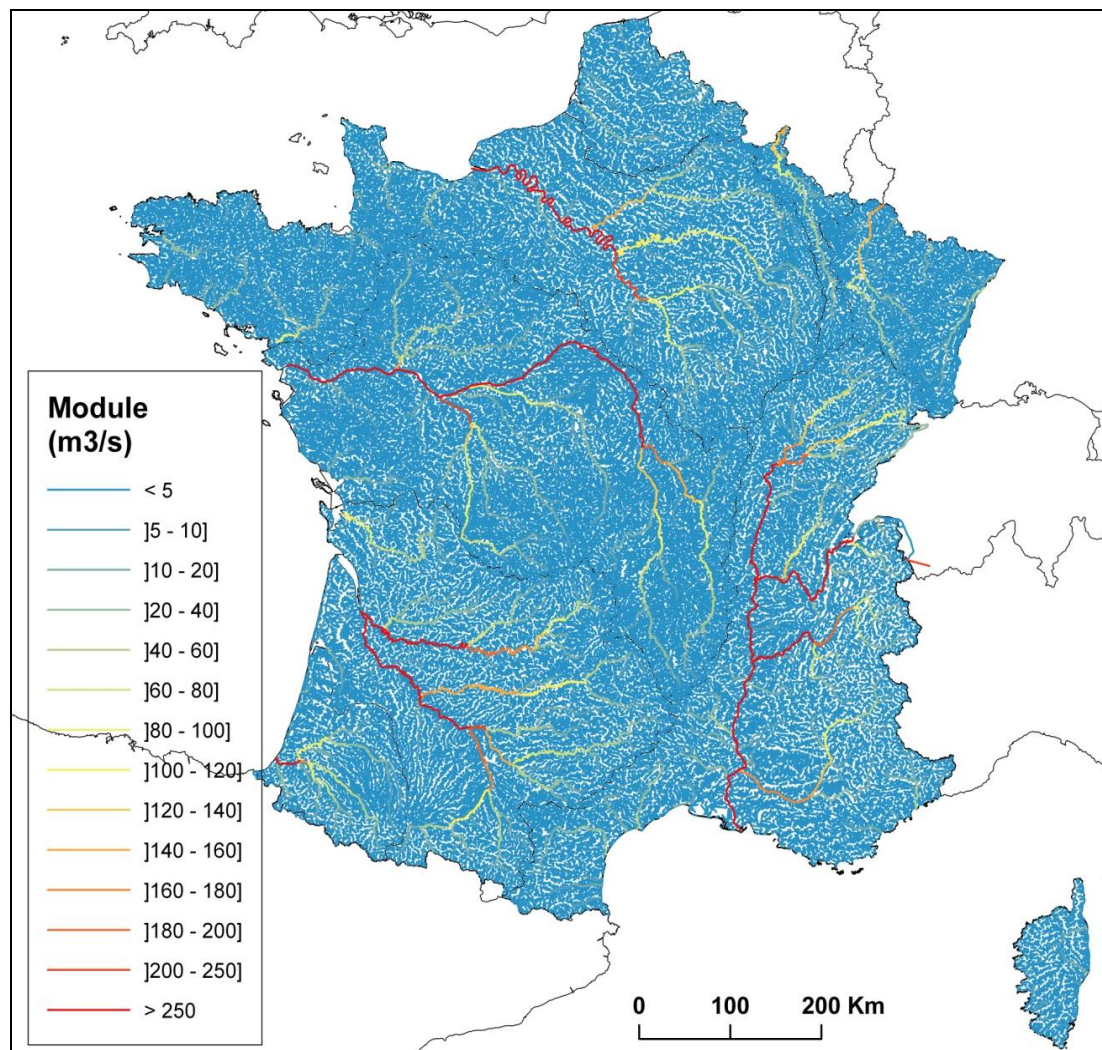 Module
(m3/s)
< 5
]5 - 10]
]10 - 20]
]20 - 40]
]40 - 60]
]60 - 80]
]80 - 100]
]100 - 120]
]120 - 140]
]140 - 160]
]160 - 180]
]180 - 200]
]200 - 250]
> 250
0 100 200 Km